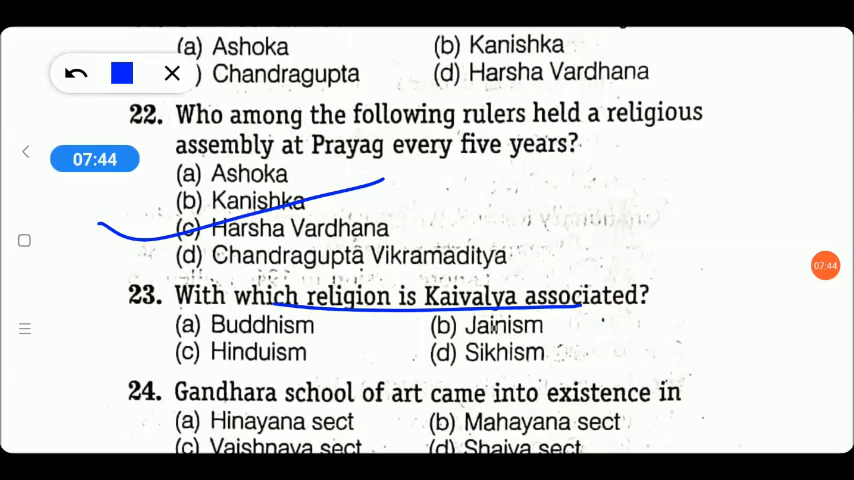 (a) Ashoka (b) Kanishka
) Chandragupta (d) Harsha Vardhana
22. Who among the following rulers held a religious
assembly at Prayag every five years?
07:44
(a) Ashoka
(b) Kanishka
(c) Harsha Vardhana
(d) Chandragupta Vikramaditya
07:44
23. With which religion is Kaivalya associated?
(a) Buddhism (b) Jainism
(c) Hinduism (d) Sikhism
24. Gandhara school of art came into existence in
(a) Hinayana sect (b) Mahayana sect
(c) Vaishnava sect (d) Shaiva sect